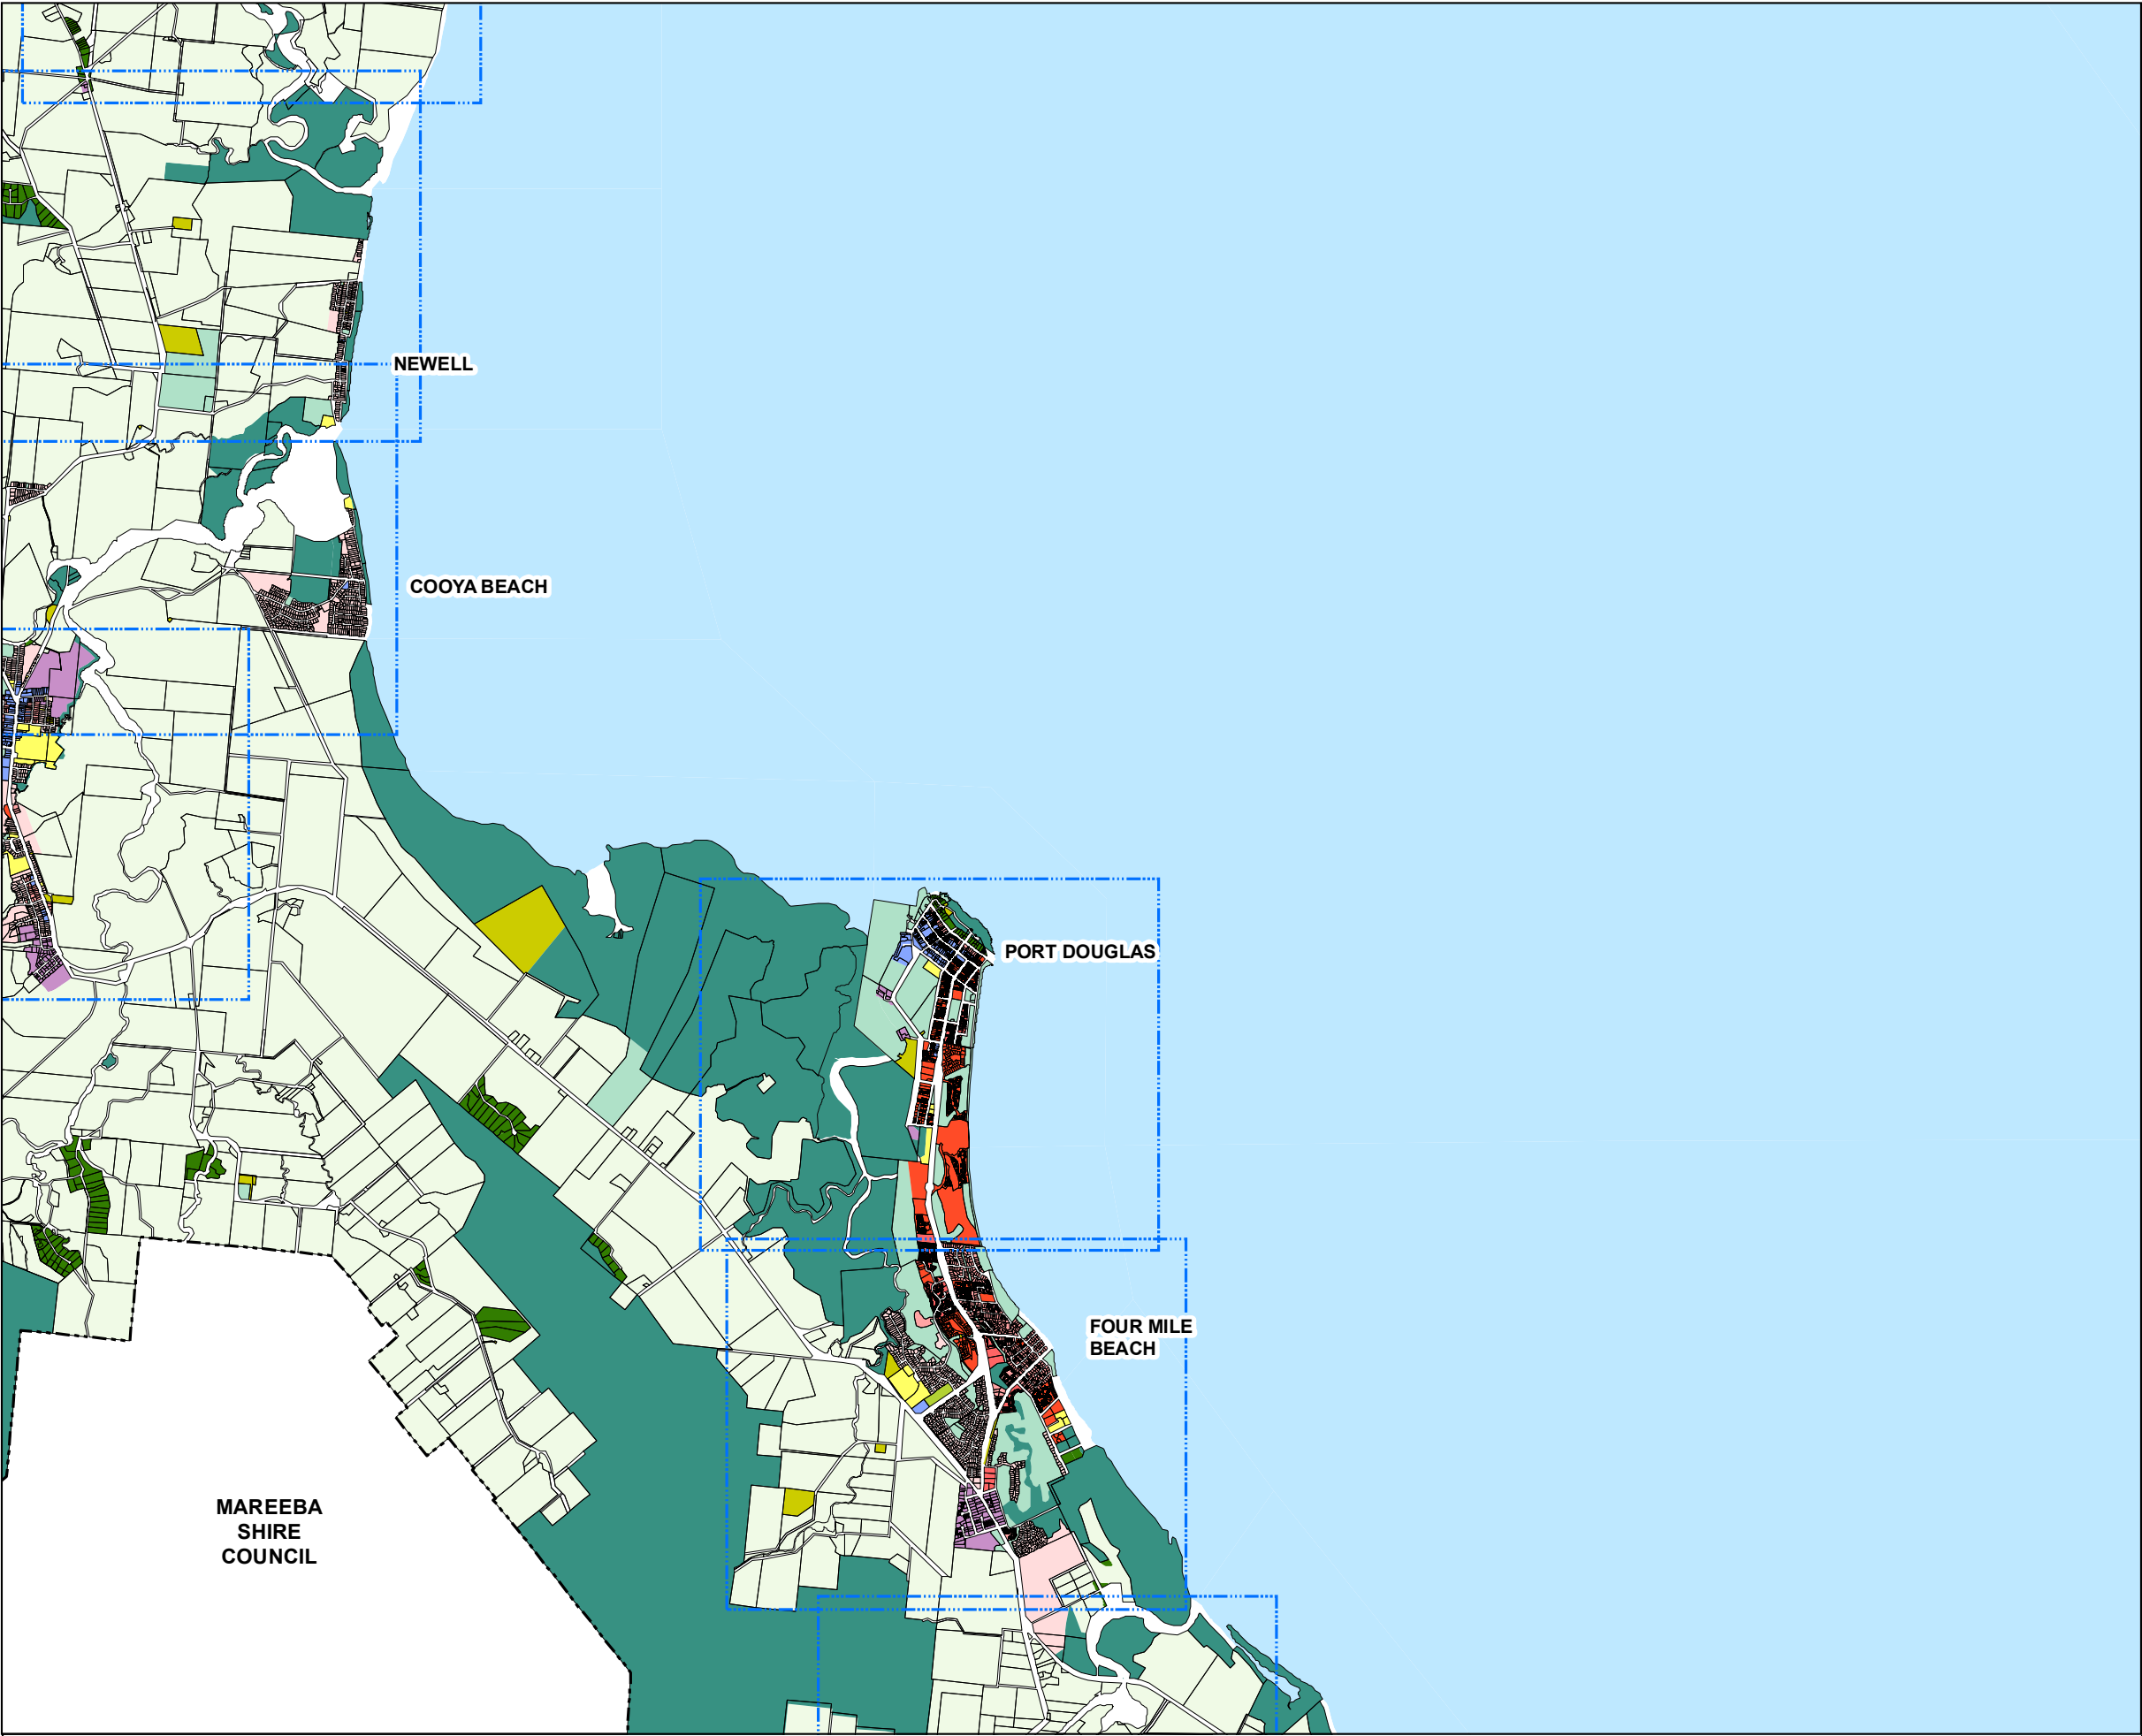 NEWELL
COOYA BEACH
PORT DOUGLAS
FOUR MILE
BEACH
MAREEBA
SHIRE
COUNCIL